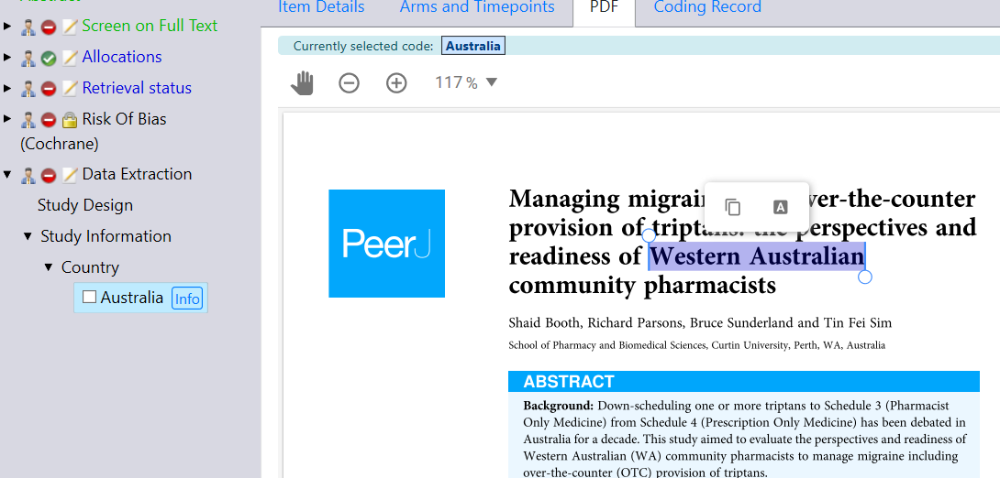 Screen on Full Text
Allocations
Retrieval status
Risk Of Bias
(Cochrane)
Data Extraction
Study Design
Study Information
Country
Australia Info
Item Details Arms and Timepoints PDF Coding Record
Currently selected code: Australia
117 %
PeerJ
Managing over-the-counter
provision of triptans: the perspectives and
readiness of Western Australian
community pharmacists
Shaid Booth, Richard Parsons, Bruce Sunderland and Tin Fei Sim
School of Pharmacy and Biomedical Sciences, Curtin University, Perth, WA, Australia
ABSTRACT
Background: Down-scheduling one or more triptans to Schedule 3 (Pharmacist
Only Medicine) from Schedule 4 (Prescription Only Medicine) has been debated in
Australia for a decade. This study aimed to evaluate the perspectives and readiness of
Western Australian (WA) community pharmacists to manage migraine including
over-the-counter (OTC) provision of triptans.